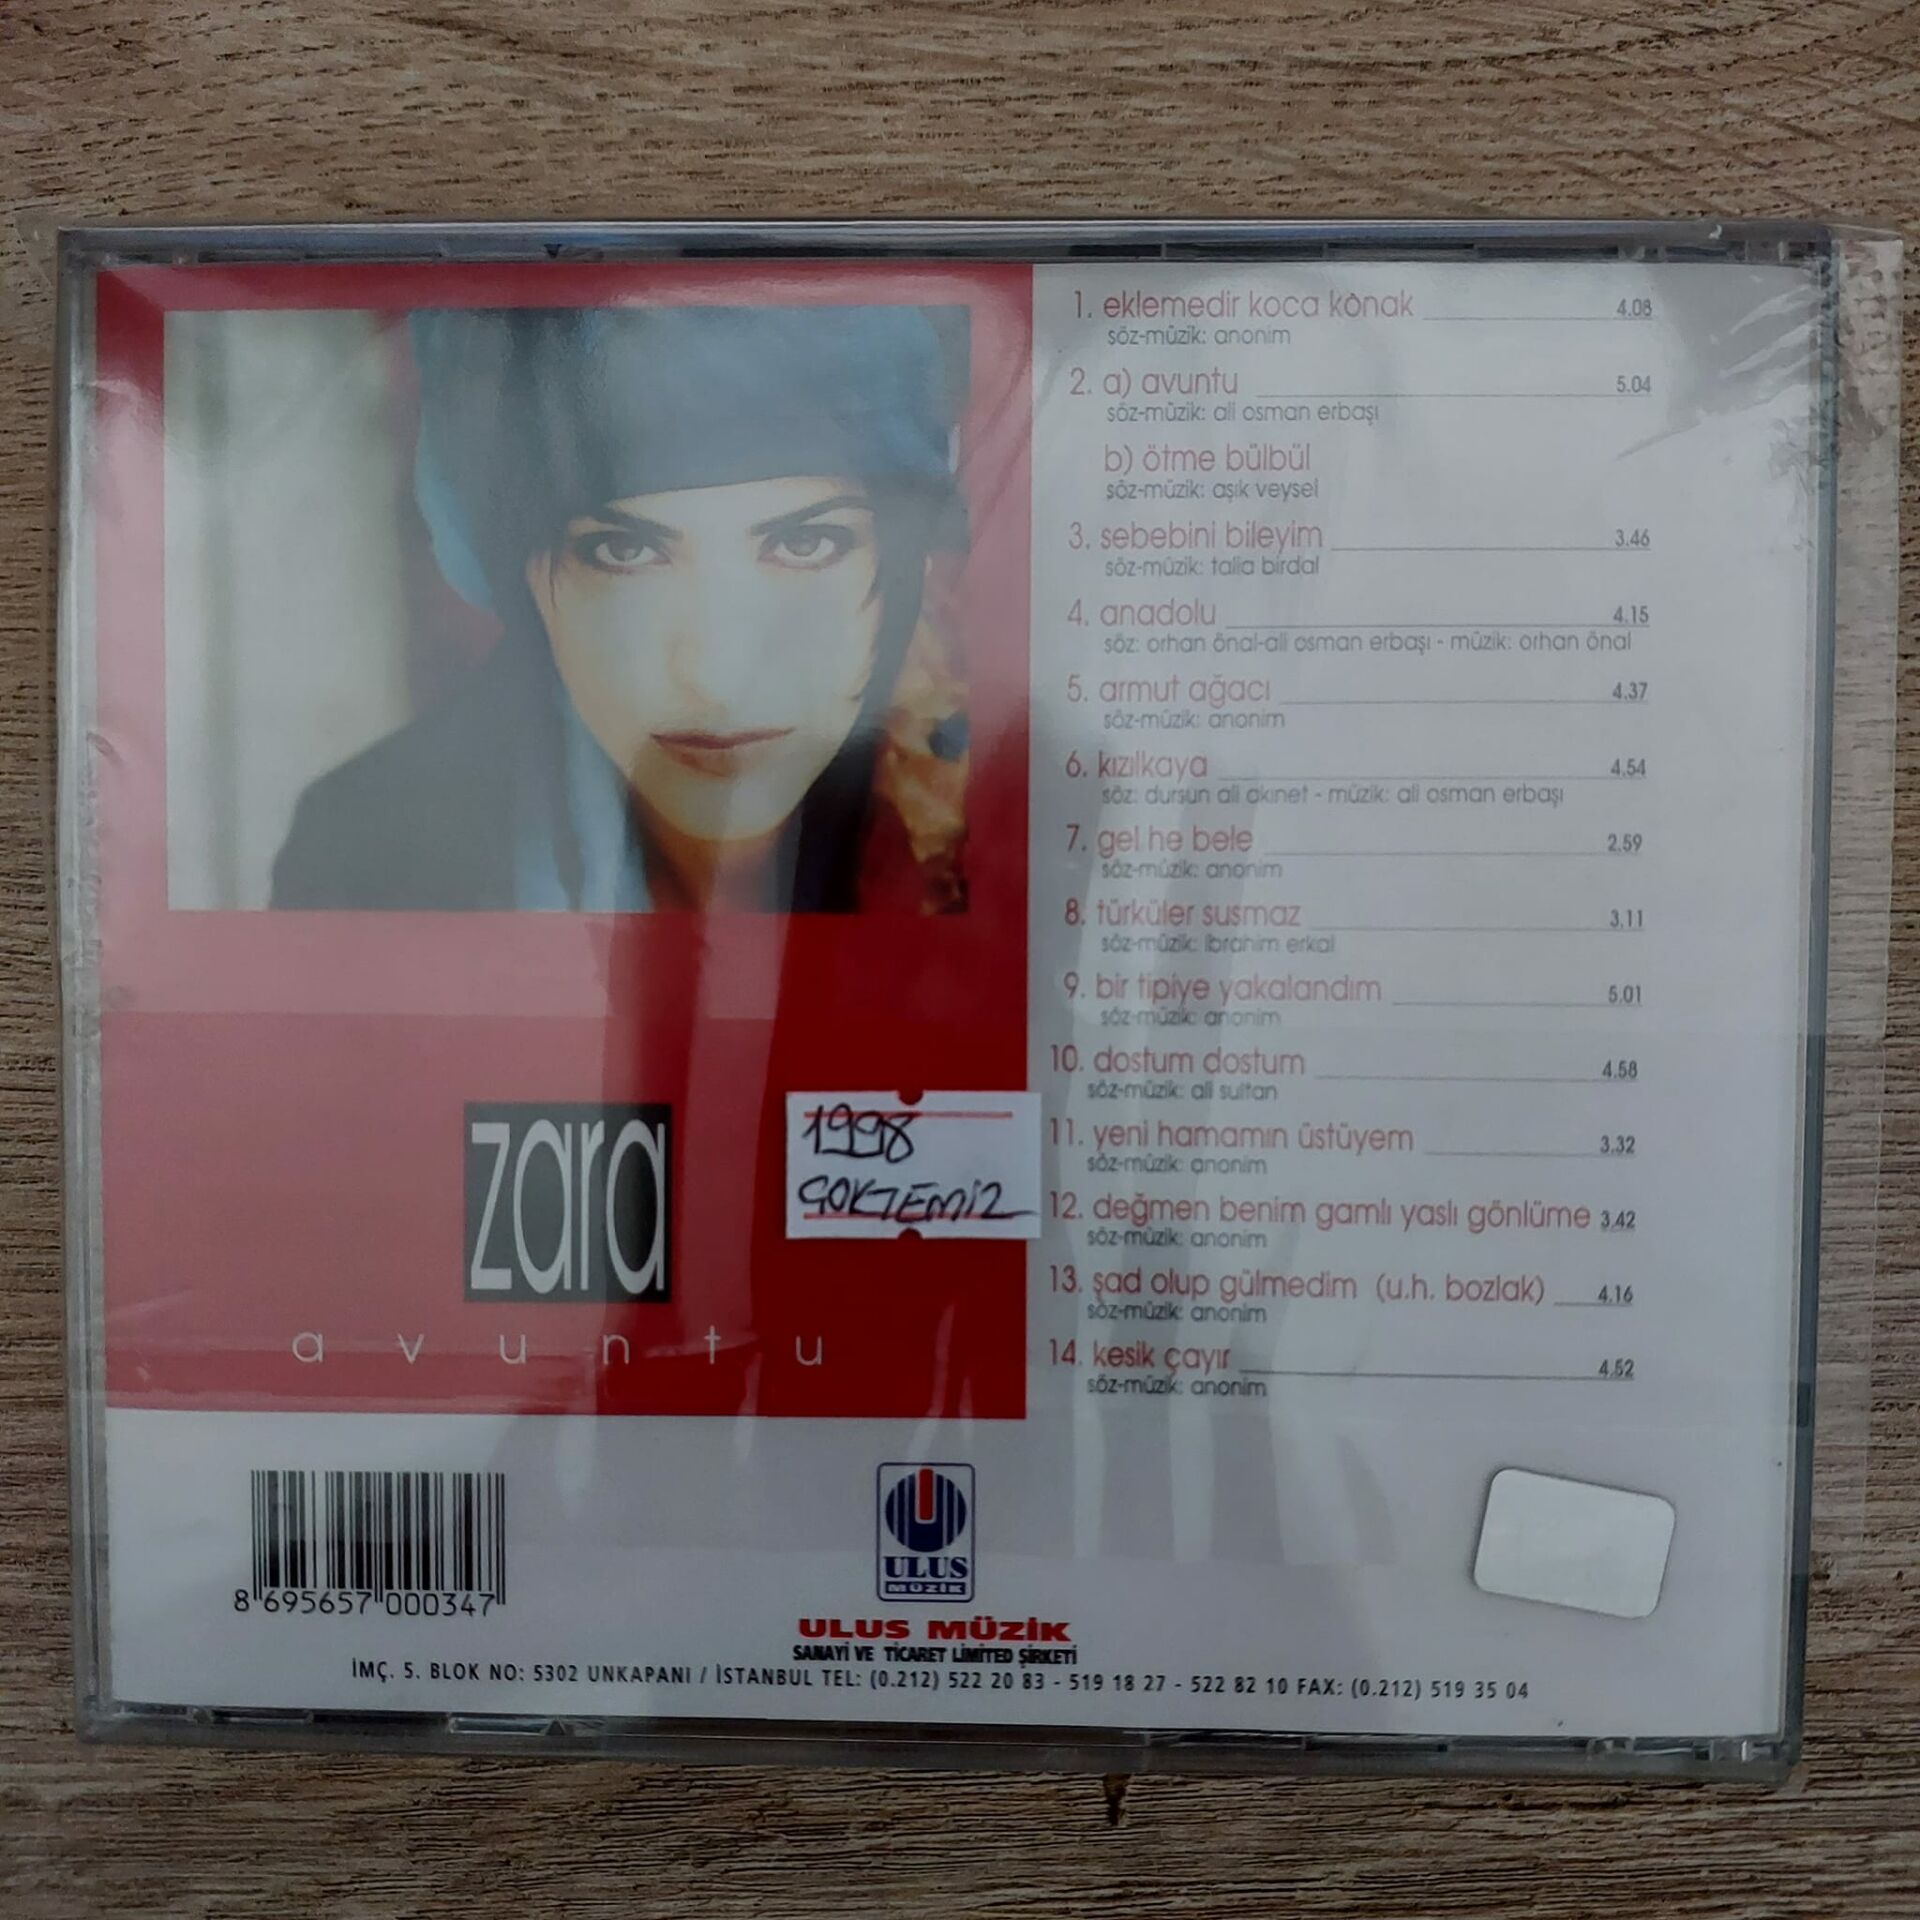 1. eklemedir koca konak 4.08
söz-müzik: anonim
2. a) avuntu 5.04
söz-müzik: ali osman erbaşı
b) ötme bülbül
söz-müzik: aşık veysel
3. sebebini bileyim 3.46
söz-müzik: talia birdal
4. anadolu 4.15
söz: orhan önal-ali osman erbaşı - müzik: orhan önal
5. armut ağacı 4.37
söz-müzik: anonim
6. kızılkaya 4.54
söz: dursun ali akınet - müzik: ali osman erbaşı
7. gel he bele 2.59
söz-müzik: anonim
8. türküler susmaz 3.11
söz-müzik: ibrahim erkal
9. bir tipiye yakalandım 5.01
söz-müzik: anonim
10. dostum dostum 4.58
söz-müzik: ali sultan
11. yeni hamamın üstüyem 3.32
söz-müzik: anonim
12. değmen benim gamlı yaslı gönlüme 3.42
söz-müzik: anonim
13. şad olup gülmedim (u.h. bozlak) 4.16
söz-müzik: anonim
14. kesik çayır 4.52
söz-müzik: anonim
zara
avuntu
1998
ÇOKTEMİZ
8 695657 000347
ULUS
MÜZİK
ULUS MÜZİK
SANAYİ VE TİCARET LİMİTED ŞİRKETİ
İMÇ. 5. BLOK NO: 5302 UNKAPANI / İSTANBUL TEL: (0.212) 522 20 83 - 519 18 27 - 522 82 10 FAX: (0.212) 519 35 04